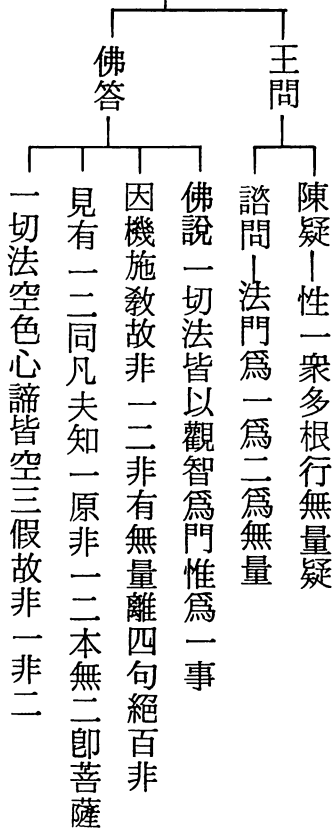 王問
陳疑－性一衆多根行無量疑
諮問－法門爲一爲二爲無量
佛答
佛說一切法皆以觀智爲門惟爲一事
因機施敎故非一二非有無量離四句絕百非
見有一二同凡夫知一原非一二本無二卽菩薩
一切法空色心諦皆空三假故非一非二